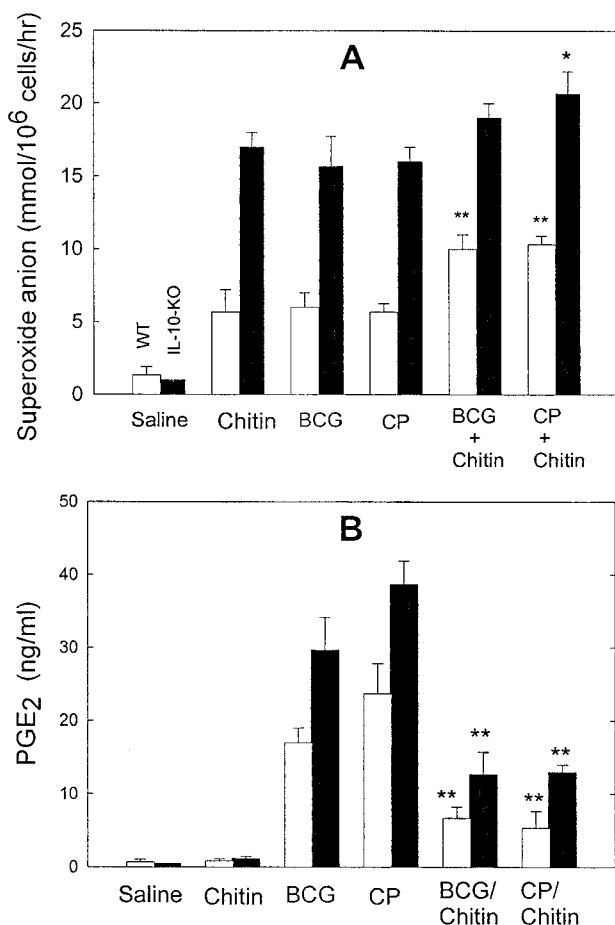 A
Superoxide anion (mmol/10^6 cells/hr)
25
20
15
10
5
0
WT
IL-10-KO
**
**
*
Saline Chitin BCG CP BCG + Chitin CP + Chitin
B
PGE2 (ng/ml)
50
40
30
20
10
0
**
**
**
**
Saline Chitin BCG CP BCG/ Chitin CP/ Chitin